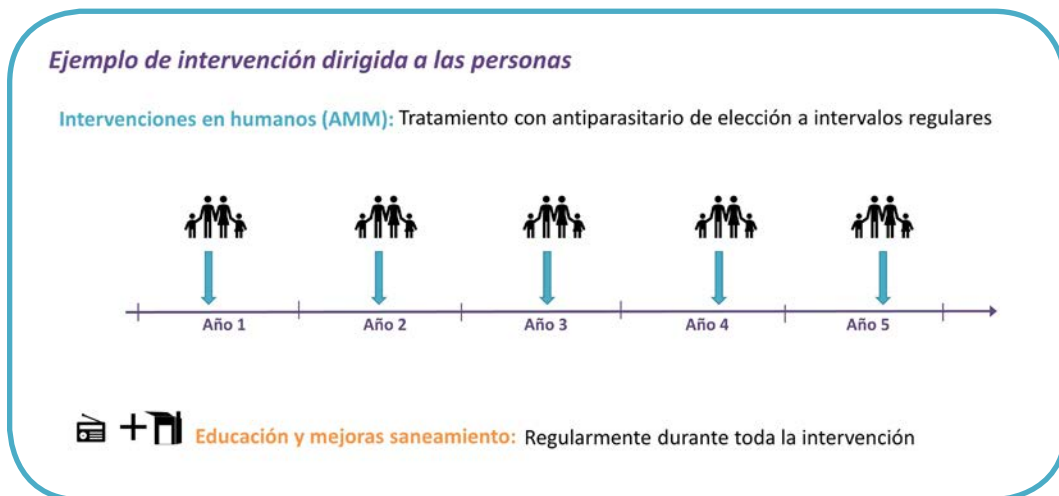 Ejemplo de intervención dirigida a las personas
Intervenciones en humanos (AMM): Tratamiento con antiparasitario de elección a intervalos regulares
Año 1 Año 2 Año 3 Año 4 Año 5
Educación y mejoras saneamiento: Regularmente durante toda la intervención